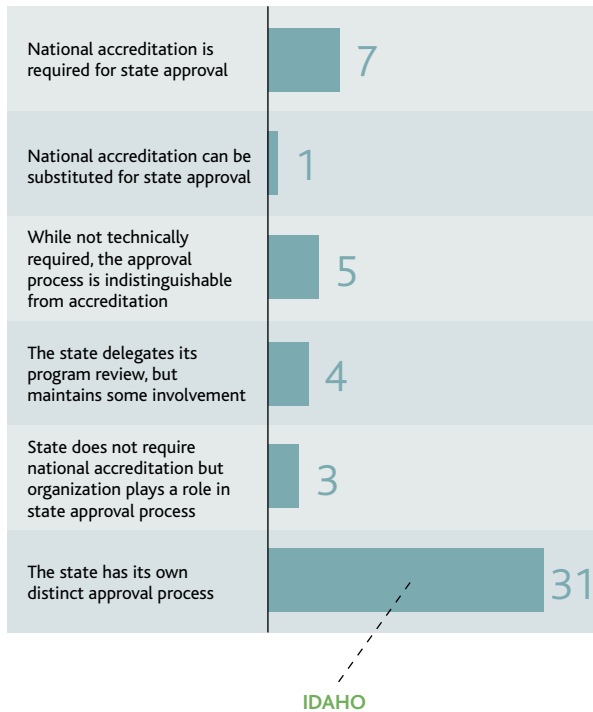 National accreditation is
required for state approval
7
National accreditation can be
substituted for state approval
1
While not technically
required, the approval
process is indistinguishable
from accreditation
5
The state delegates its
program review, but
maintains some involvement
4
State does not require
national accreditation but
organization plays a role in
state approval process
3
The state has its own
distinct approval process
31
IDAHO